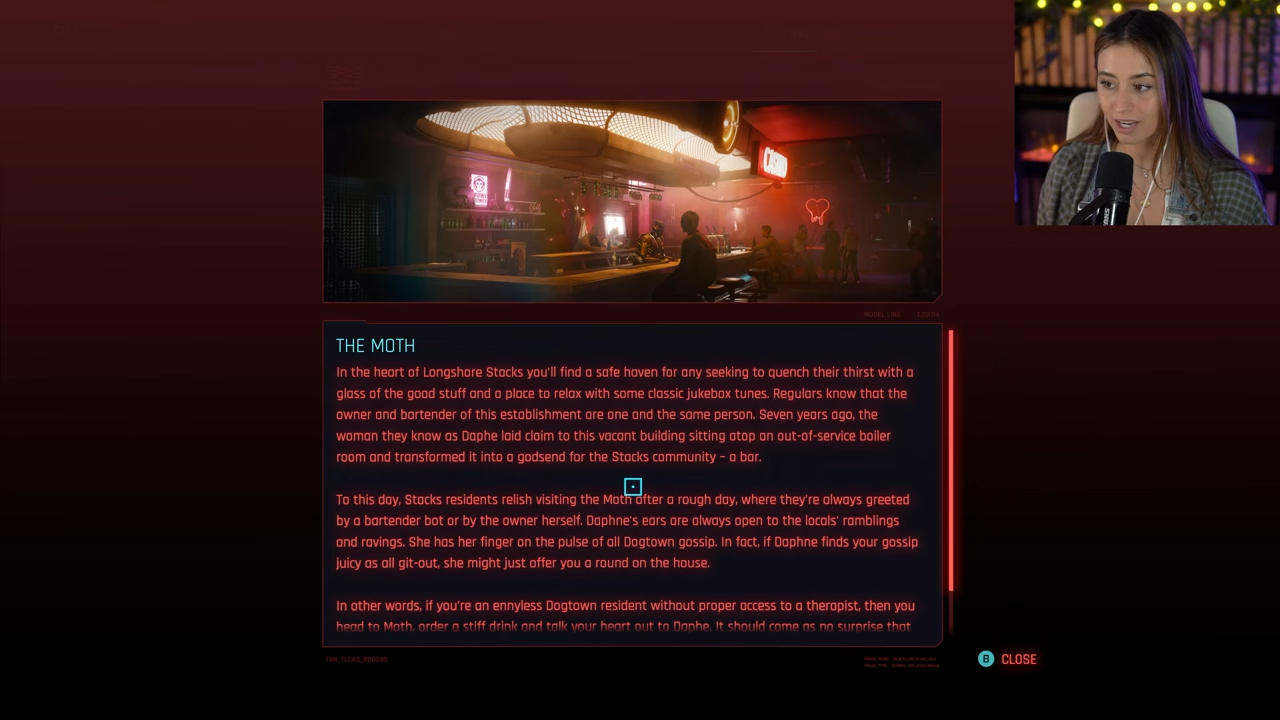 CASINO
MODEL LINE
THE MOTH
In the heart of Longshore Stacks you'll find a safe haven for any seeking to quench their thirst with a
glass of the good stuff and a place to relax with some classic jukebox tunes. Regulars know that the
owner and bartender of this establishment are one and the same person. Seven years ago, the
woman they know as Daphe laid claim to this vacant building sitting atop an out-of-service boiler
room and transformed it into a godsend for the Stacks community – a bar.
To this day, Stacks residents relish visiting the Moth after a rough day, where they're always greeted
by a bartender bot or by the owner herself. Daphne's ears are always open to the locals' ramblings
and ravings. She has her finger on the pulse of all Dogtown gossip. In fact, if Daphne finds your gossip
juicy as all git-out, she might just offer you a round on the house.
In other words, if you're an ennyless Dogtown resident without proper access to a therapist, then you
head to Moth, order a stiff drink and talk your heart out to Daphe. It should come as no surprise that
B CLOSE